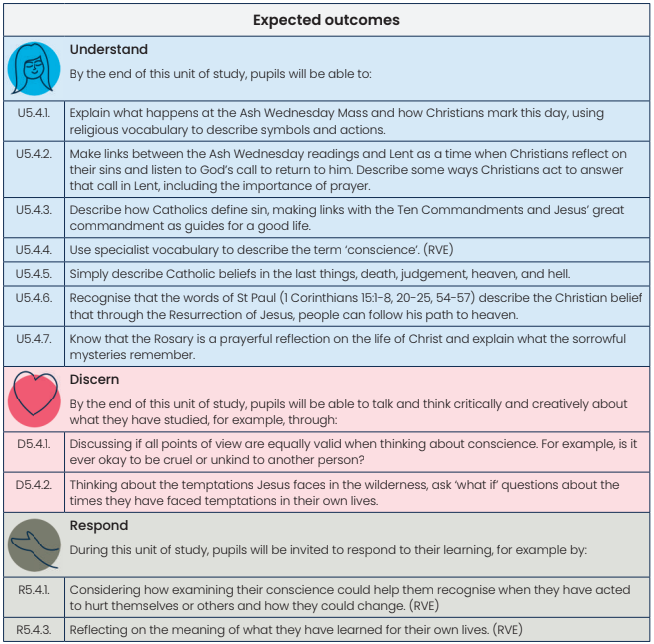 Expected outcomes
Understand
By the end of this unit of study, pupils will be able to:
U5.4.1. Explain what happens at the Ash Wednesday Mass and how Christians mark this day, using
religious vocabulary to describe symbols and actions.
U5.4.2. Make links between the Ash Wednesday readings and Lent as a time when Christians reflect on
their sins and listen to God's call to return to him. Describe some ways Christians act to answer
that call in Lent, including the importance of prayer.
U5.4.3. Describe how Catholics define sin, making links with the Ten Commandments and Jesus' great
commandment as guides for a good life.
U5.4.4. Use specialist vocabulary to describe the term 'conscience'. (RVE)
U5.4.5. Simply describe Catholic beliefs in the last things, death, judgement, heaven, and hell.
U5.4.6. Recognise that the words of St Paul (1 Corinthians 15:1-8, 20-25, 54-57) describe the Christian belief
that through the Resurrection of Jesus, people can follow his path to heaven.
U5.4.7. Know that the Rosary is a prayerful reflection on the life of Christ and explain what the sorrowful
mysteries remember.
Discern
By the end of this unit of study, pupils will be able to talk and think critically and creatively about
what they have studied, for example, through:
D5.4.1. Discussing if all points of view are equally valid when thinking about conscience. For example, is it
ever okay to be cruel or unkind to another person?
D5.4.2. Thinking about the temptations Jesus faces in the wilderness, ask 'what if' questions about the
times they have faced temptations in their own lives.
Respond
During this unit of study, pupils will be invited to respond to their learning, for example by:
R5.4.1. Considering how examining their conscience could help them recognise when they have acted
to hurt themselves or others and how they could change. (RVE)
R5.4.3. Reflecting on the meaning of what they have learned for their own lives. (RVE)